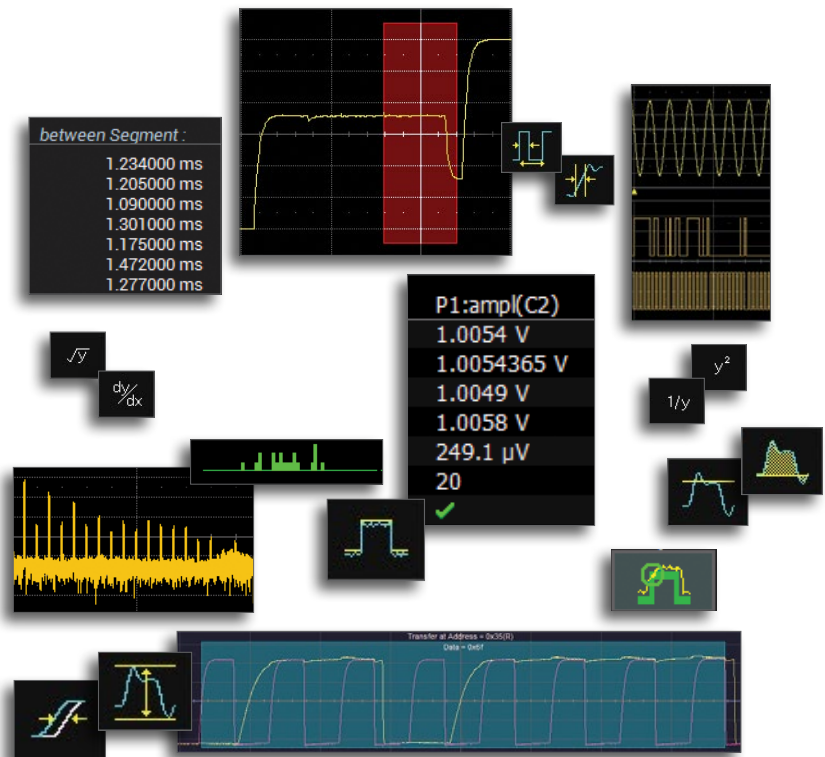 between Segment :
1.234000 ms
1.205000 ms
1.090000 ms
1.301000 ms
1.175000 ms
1.472000 ms
1.277000 ms
P1:ampl(C2)
1.0054 V
1.0054365 V
1.0049 V
1.0058 V
249.1 µV
20
√y
dy/dx
y²
1/y
Transfer at Address = 0x35(R)
Data = 0x6f